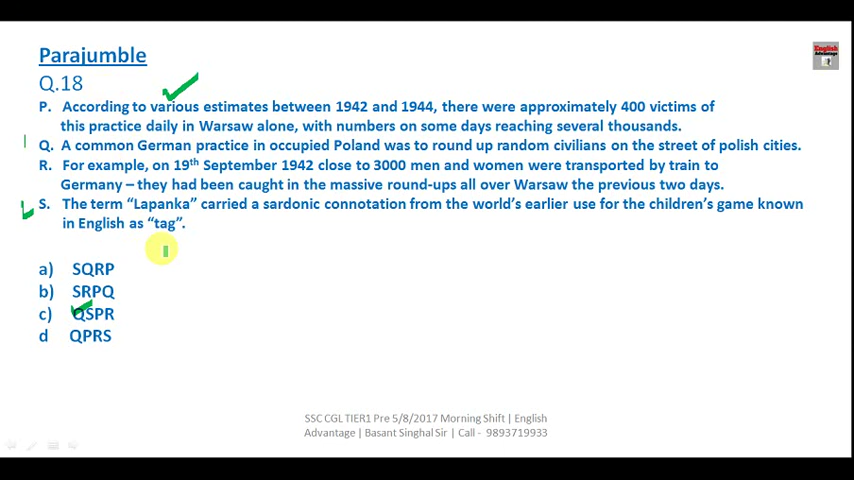 Parajumble
English
Advantage
Q.18
P. According to various estimates between 1942 and 1944, there were approximately 400 victims of
this practice daily in Warsaw alone, with numbers on some days reaching several thousands.
Q. A common German practice in occupied Poland was to round up random civilians on the street of polish cities.
R. For example, on 19th September 1942 close to 3000 men and women were transported by train to
Germany – they had been caught in the massive round-ups all over Warsaw the previous two days.
S. The term “Lapanka” carried a sardonic connotation from the world’s earlier use for the children’s game known
in English as “tag”.
a) SQRP
b) SRPQ
c) QSPR
d QPRS
SSC CGL TIER1 Pre 5/8/2017 Morning Shift | English
Advantage | Basant Singhal Sir | Call - 9893719933